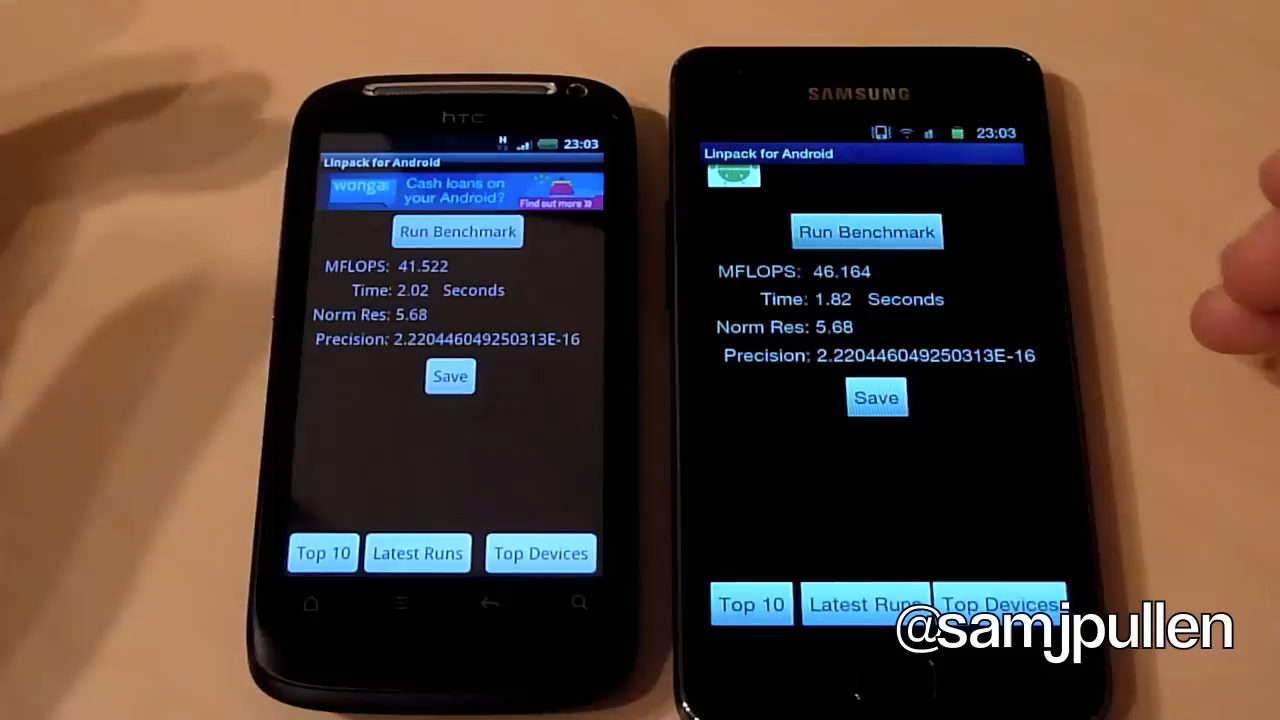 hTC
H
23:03
Linpack for Android
wonga
Cash loans on
your Android?
Find out more »
Run Benchmark
MFLOPS: 41.522
Time: 2.02 Seconds
Norm Res: 5.68
Precision: 2.220446049250313E-16
Save
Top 10
Latest Runs
Top Devices
SAMSUNG
23:03
Linpack for Android
Run Benchmark
MFLOPS: 46.164
Time: 1.82 Seconds
Norm Res: 5.68
Precision: 2.220446049250313E-16
Save
Top 10
Latest Runs
Top Devices
@samjpullen